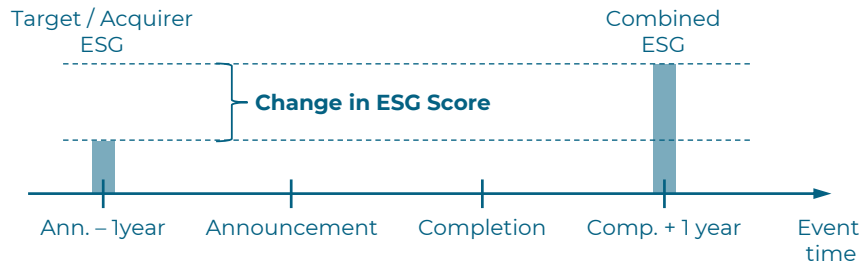 Target / Acquirer
ESG
Combined
ESG
Change in ESG Score
Ann. – 1year
Announcement
Completion
Comp. + 1 year
Event
time